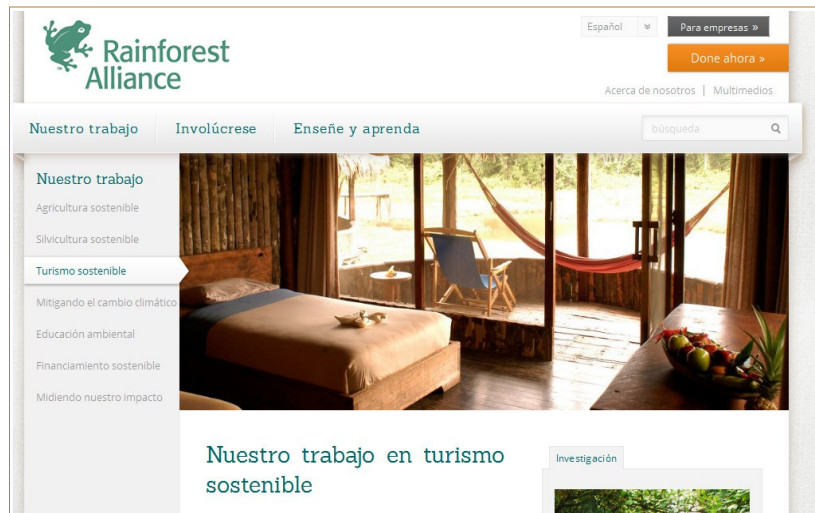 Rainforest
Alliance
Español
Para empresas »
Done ahora »
Acerca de nosotros | Multimedios
Nuestro trabajo
Involúcrese
Enseñe y aprenda
búsqueda
Nuestro trabajo
Agricultura sostenible
Silvicultura sostenible
Turismo sostenible
Mitigando el cambio climático
Educación ambiental
Financiamiento sostenible
Midiendo nuestro impacto
Nuestro trabajo en turismo
sostenible
Investigación